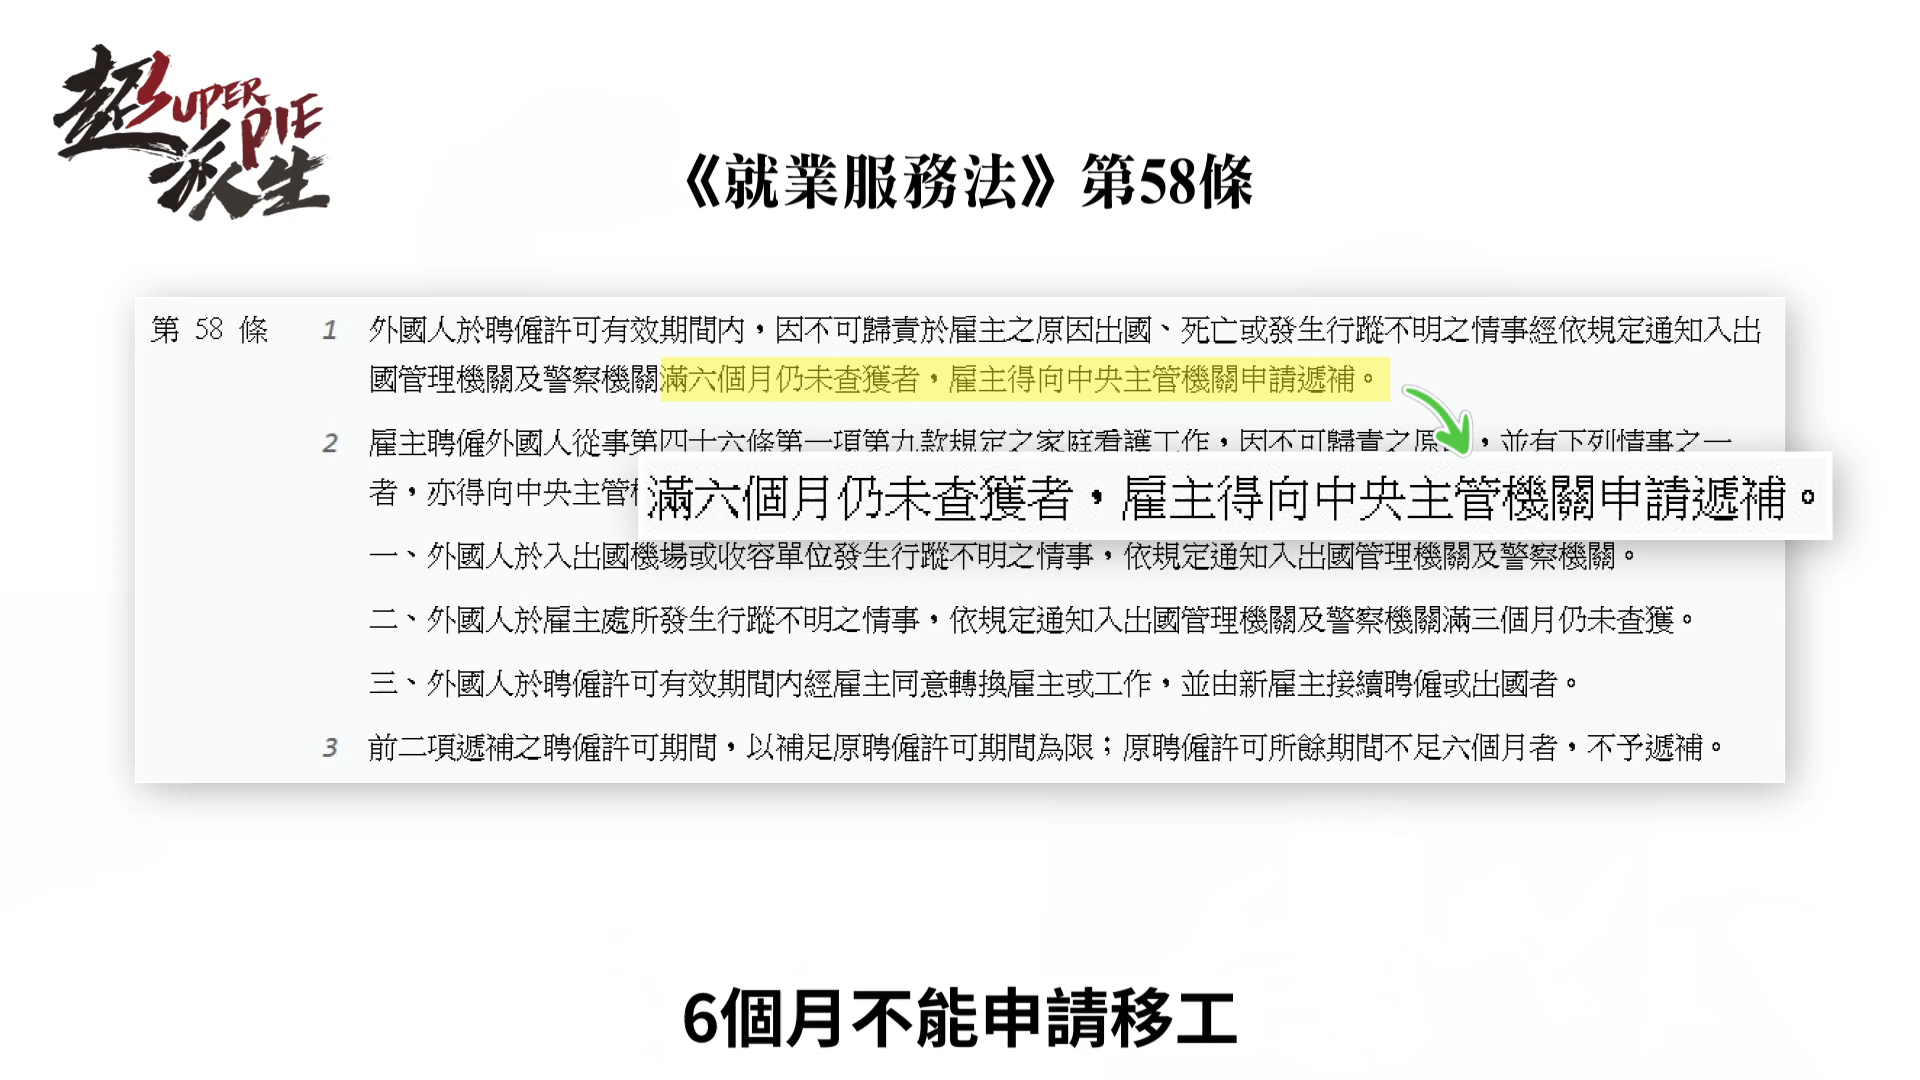 超派人生
SUPER PIE
《就業服務法》第58條
第 58 條
1 外國人於聘僱許可有效期間內，因不可歸責於雇主之原因出國、死亡或發生行蹤不明之情事經依規定通知入出
國管理機關及警察機關滿六個月仍未查獲者，雇主得向中央主管機關申請遞補。
2 雇主聘僱外國人從事第四十六條第一項第九款規定之家庭看護工作，因不可歸責之原，並有下列情事之一
者，亦得向中央主管
滿六個月仍未查獲者，雇主得向中央主管機關申請遞補。
一、外國人於入出國機場或收容單位發生行蹤不明之情事，依規定通知入出國管理機關及警察機關。
二、外國人於雇主處所發生行蹤不明之情事，依規定通知入出國管理機關及警察機關滿三個月仍未查獲。
三、外國人於聘僱許可有效期間內經雇主同意轉換雇主或工作，並由新雇主接續聘僱或出國者。
3 前二項遞補之聘僱許可期間，以補足原聘僱許可期間為限；原聘僱許可所餘期間不足六個月者，不予遞補。
6個月不能申請移工